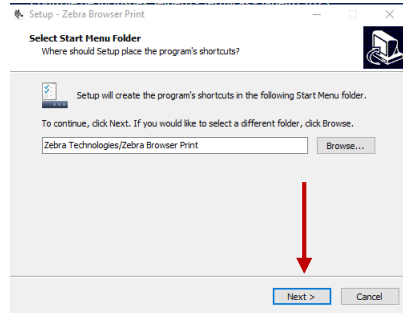 Setup - Zebra Browser Print
Select Start Menu Folder
Where should Setup place the program's shortcuts?
Setup will create the program's shortcuts in the following Start Menu folder.
To continue, click Next. If you would like to select a different folder, click Browse.
Zebra Technologies/Zebra Browser Print
Browse...
Next >
Cancel